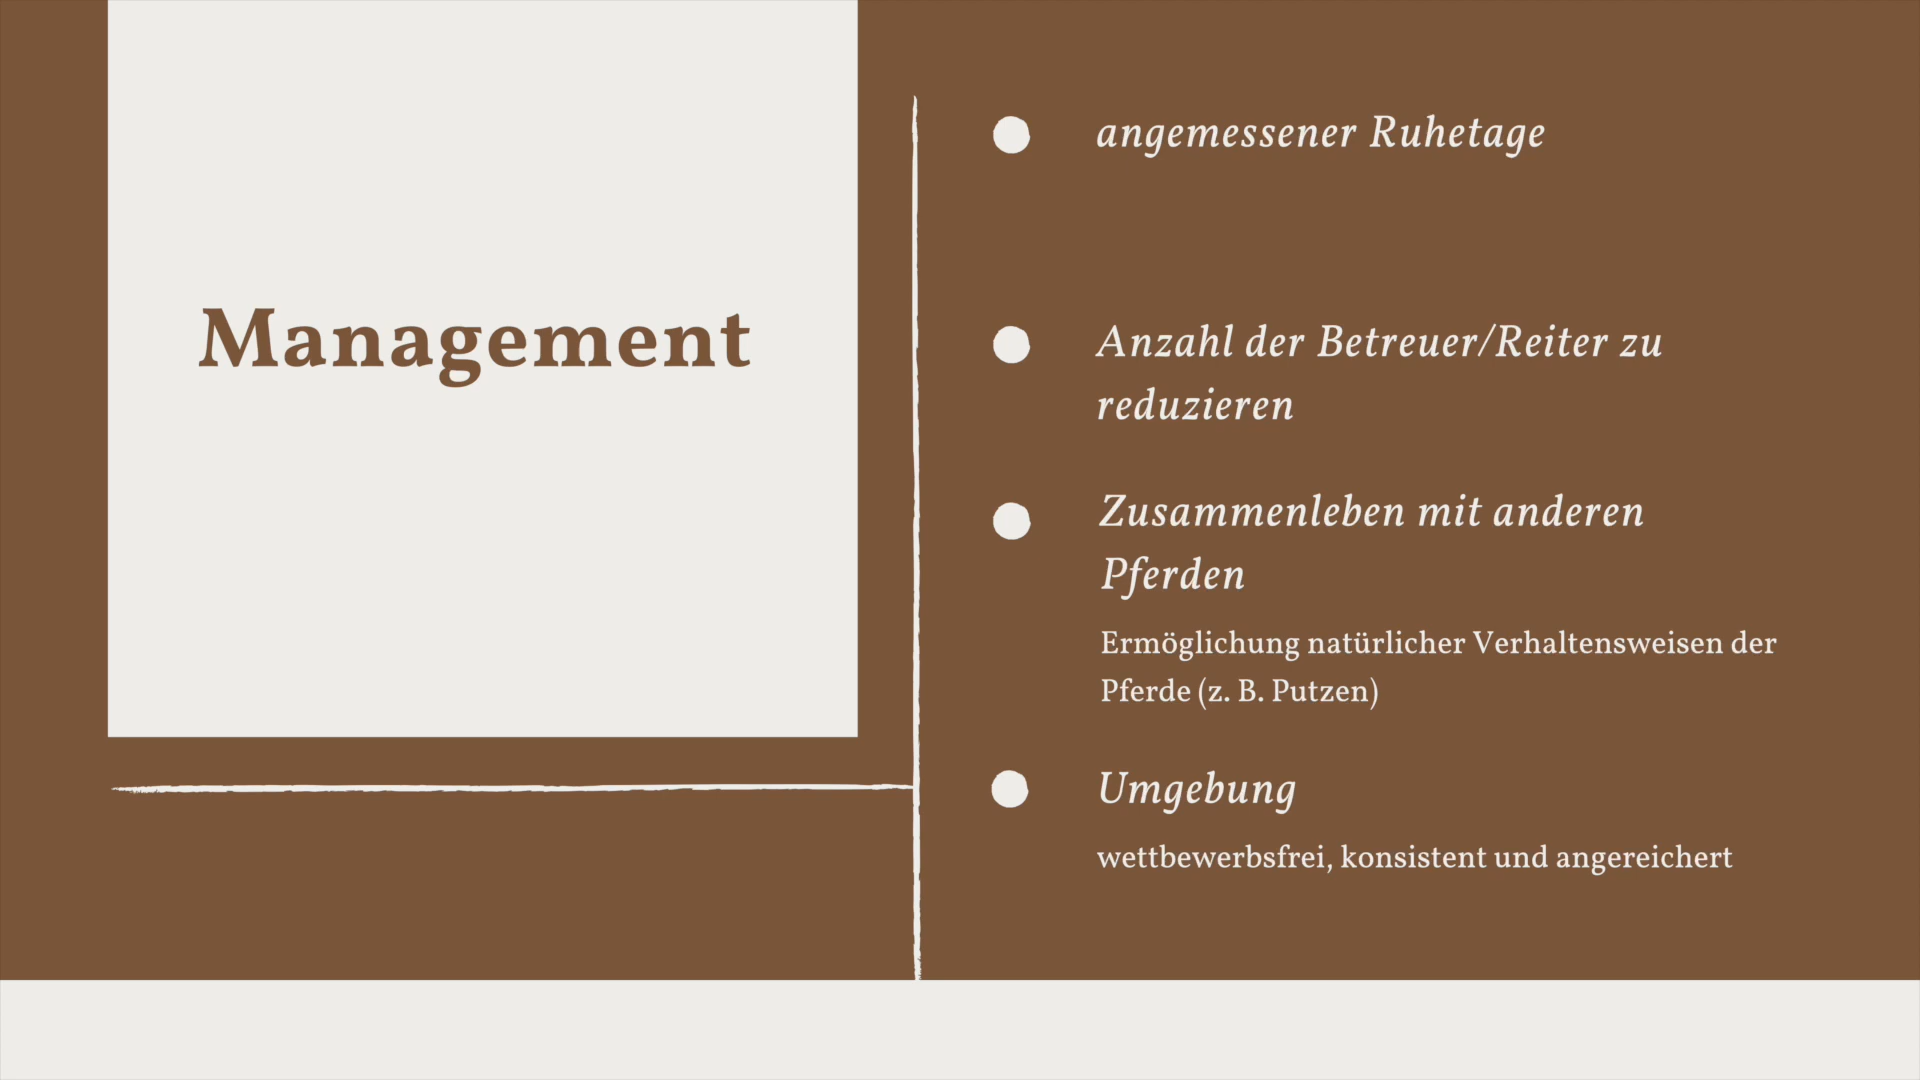 Management
angemessener Ruhetage
Anzahl der Betreuer/Reiter zu
reduzieren
Zusammenleben mit anderen
Pferden
Ermöglichung natürlicher Verhaltensweisen der
Pferde (z. B. Putzen)
Umgebung
wettbewerbsfrei, konsistent und angereichert